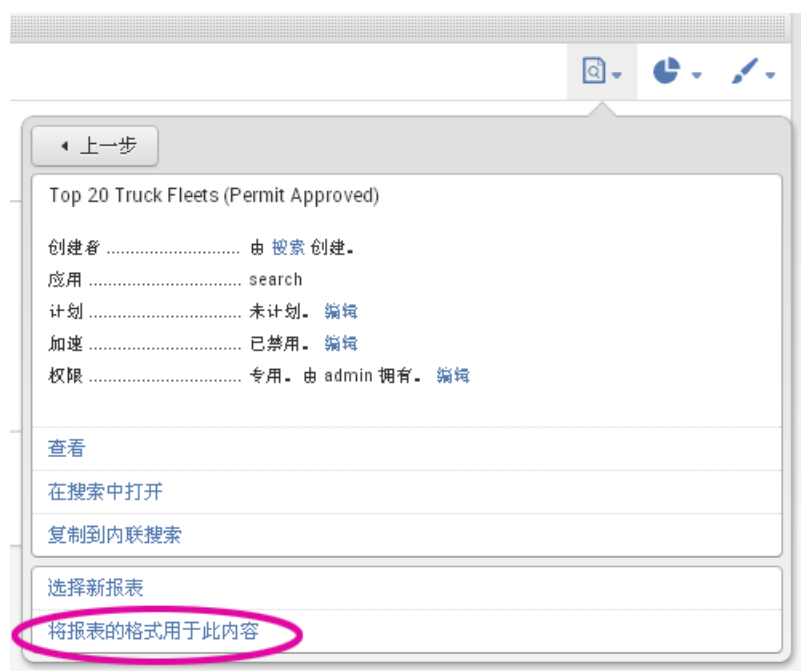 上一步
Top 20 Truck Fleets (Permit Approved)
创建者 ........................... 由 搜索 创建。
应用 ............................... search
计划 ............................... 未计划。 编辑
加速 ............................... 已禁用。 编辑
权限 ............................... 专用。由 admin 拥有。 编辑
查看
在搜索中打开
复制到内联搜索
选择新报表
将报表的格式用于此内容